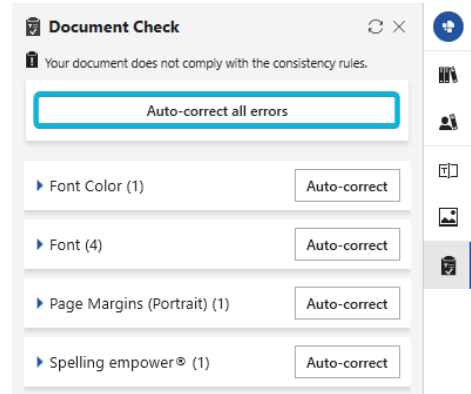 Document Check
Your document does not comply with the consistency rules.
Auto-correct all errors
Font Color (1) Auto-correct
Font (4) Auto-correct
Page Margins (Portrait) (1) Auto-correct
Spelling empower® (1) Auto-correct